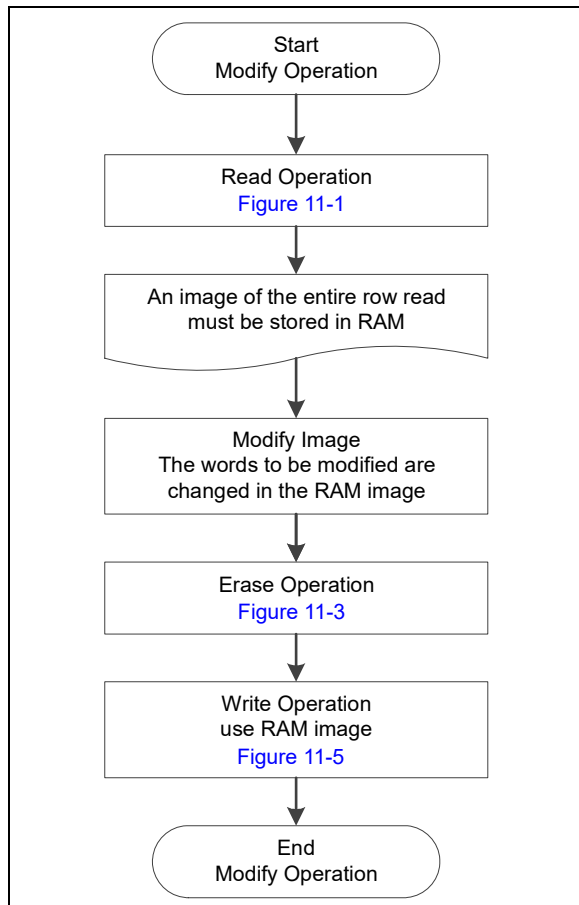 Start
Modify Operation
Read Operation
Figure 11-1
An image of the entire row read
must be stored in RAM
Modify Image
The words to be modified are
changed in the RAM image
Erase Operation
Figure 11-3
Write Operation
use RAM image
Figure 11-5
End
Modify Operation